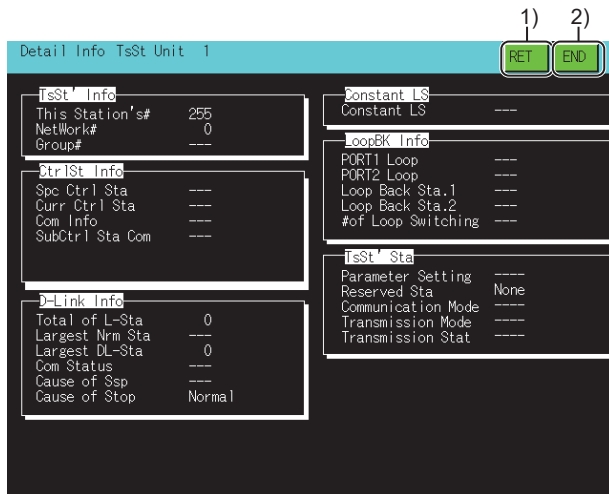 1) 2)
Detail Info TsSt Unit 1 RET END
TsSt' Info
This Station's# 255
NetWork# 0
Group# ---
CtrlSt Info
Spc Ctrl Sta ---
Curr Ctrl Sta ---
Com Info ---
SubCtrl Sta Com ---
D-Link Info
Total of L-Sta 0
Largest Nrm Sta ---
Largest DL-Sta 0
Com Status ---
Cause of Ssp ---
Cause of Stop Normal
Constant LS
Constant LS ---
LoopBK Info
PORT1 Loop ---
PORT2 Loop ---
Loop Back Sta.1 ---
Loop Back Sta.2 ---
#of Loop Switching ---
TsSt' Sta
Parameter Setting ----
Reserved Sta None
Communication Mode ----
Transmission Mode ----
Transmission Stat ----